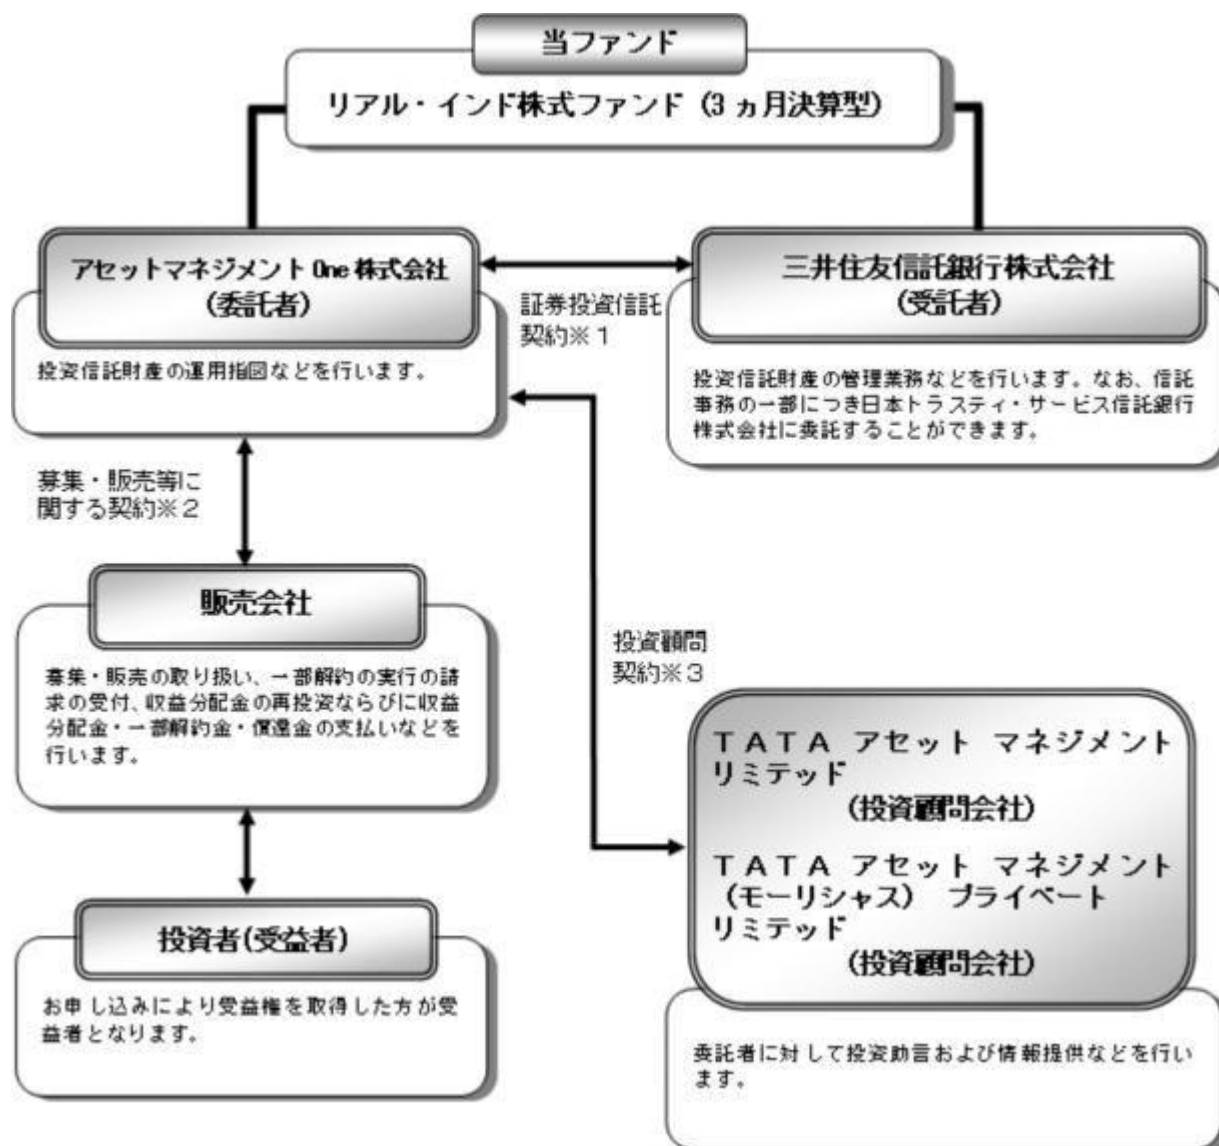 当ファンド
リアル・インド株式ファンド（3ヵ月決算型）
アセットマネジメントOne株式会社
（委託者）
投資信託財産の運用指図などを行います。
証券投資信託
契約※１
三井住友信託銀行株式会社
（受託者）
投資信託財産の管理業務などを行います。なお、信託
事務の一部につき日本トラスティ・サービス信託銀行
株式会社に委託することができます。
募集・販売等に
関する契約※２
販売会社
募集・販売の取り扱い、一部解約の実行の請
求の受付、収益分配金の再投資ならびに収益
分配金・一部解約金・償還金の支払いなどを
行います。
投資顧問
契約※３
ＴＡＴＡ アセット マネジメント
リミテッド
（投資顧問会社）
ＴＡＴＡ アセット マネジメント
（モーリシャス） プライベート
リミテッド
（投資顧問会社）
委託者に対して投資助言および情報提供などを行い
ます。
投資者（受益者）
お申し込みにより受益権を取得した方が受
益者となります。